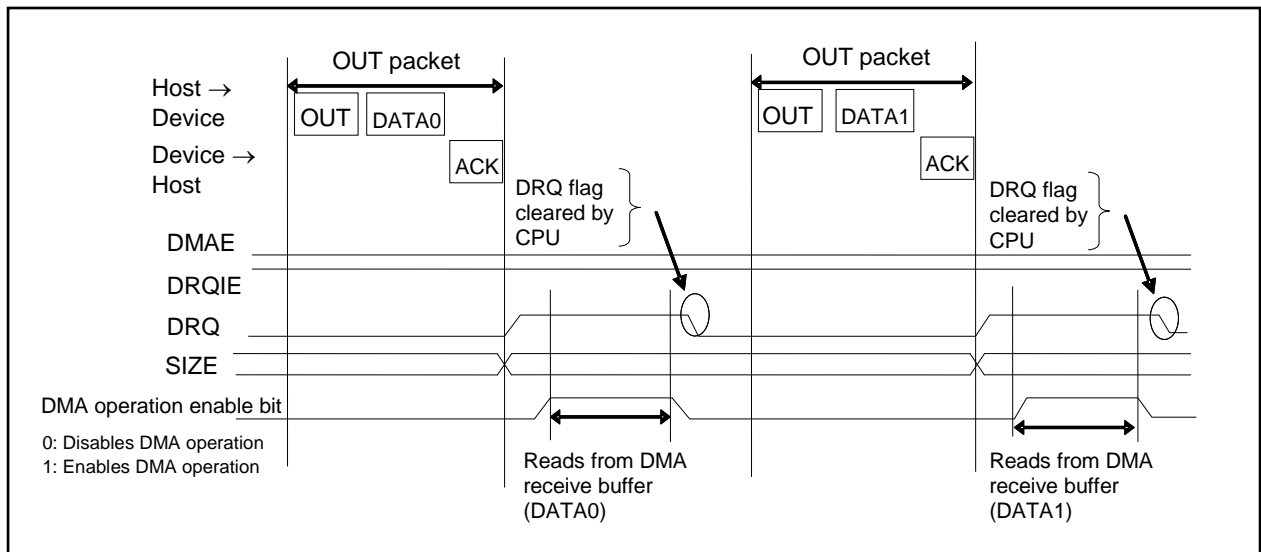 OUT packet
OUT packet
Host →
Device
OUT
DATA0
OUT
DATA1
Device →
Host
ACK
ACK
DRQ flag
cleared by
CPU
DRQ flag
cleared by
CPU
DMAE
DRQIE
DRQ
SIZE
DMA operation enable bit
0: Disables DMA operation
1: Enables DMA operation
Reads from DMA
receive buffer
(DATA0)
Reads from DMA
receive buffer
(DATA1)